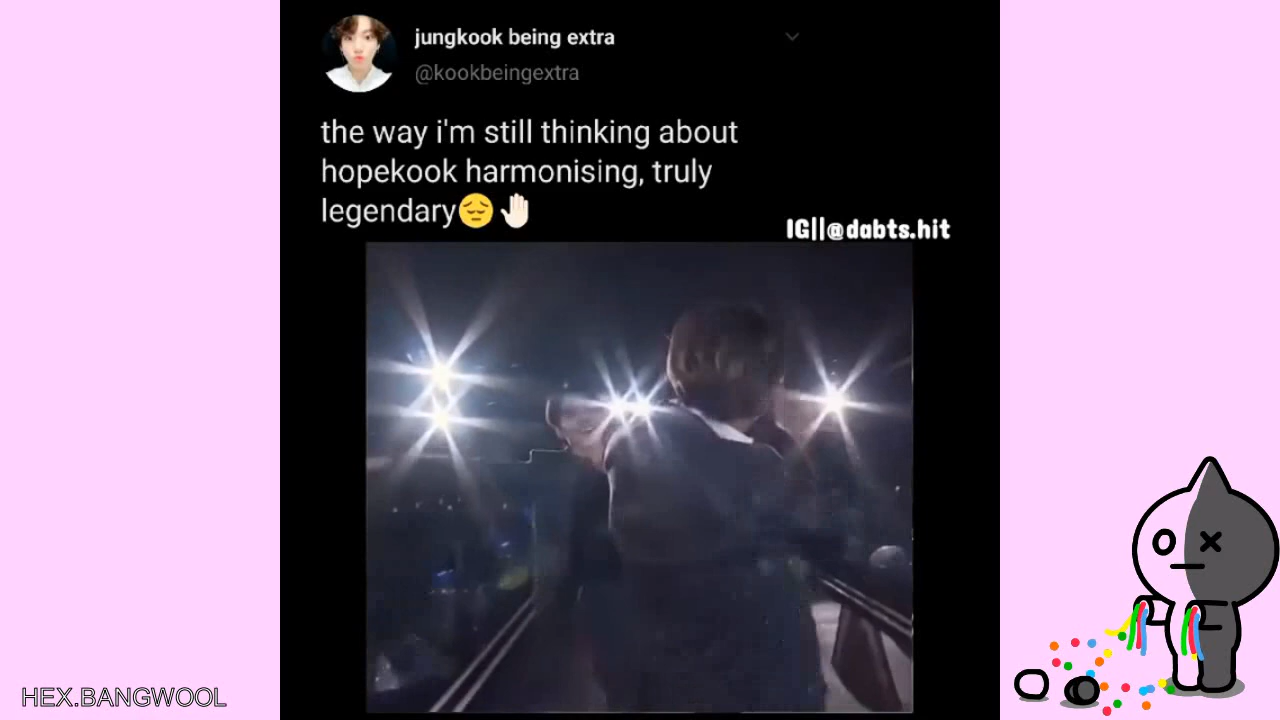 jungkook being extra
@kookbeingextra
the way i'm still thinking about
hopekook harmonising, truly
legendary😔🤚🏻
IG||@dabts.hit
HEX.BANGWOOL